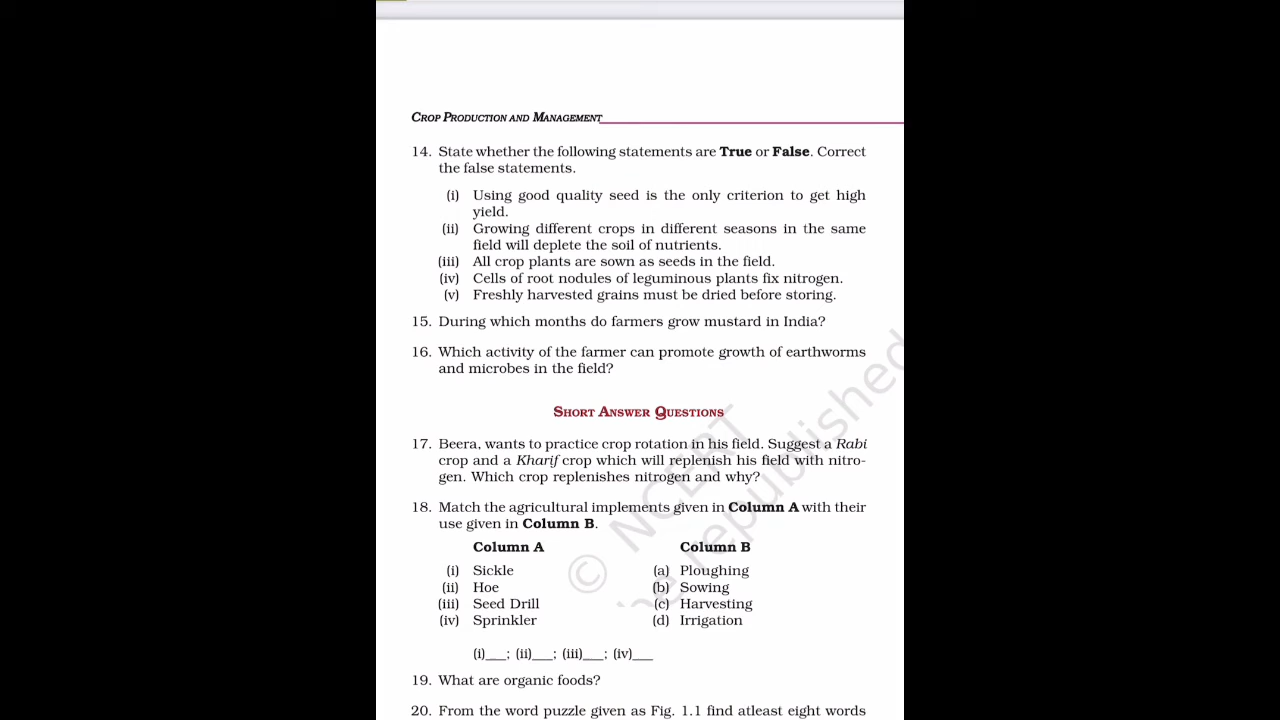 CROP PRODUCTION AND MANAGEMENT
14. State whether the following statements are True or False. Correct
the false statements.
(i) Using good quality seed is the only criterion to get high
yield.
(ii) Growing different crops in different seasons in the same
field will deplete the soil of nutrients.
(iii) All crop plants are sown as seeds in the field.
(iv) Cells of root nodules of leguminous plants fix nitrogen.
(v) Freshly harvested grains must be dried before storing.
15. During which months do farmers grow mustard in India?
16. Which activity of the farmer can promote growth of earthworms
and microbes in the field?
SHORT ANSWER QUESTIONS
17. Beera, wants to practice crop rotation in his field. Suggest a Rabi
crop and a Kharif crop which will replenish his field with nitro-
gen. Which crop replenishes nitrogen and why?
18. Match the agricultural implements given in Column A with their
use given in Column B.
Column A Column B
(i) Sickle (a) Ploughing
(ii) Hoe (b) Sowing
(iii) Seed Drill (c) Harvesting
(iv) Sprinkler (d) Irrigation
(i)___; (ii)___; (iii)___; (iv)___
19. What are organic foods?
20. From the word puzzle given as Fig. 1.1 find atleast eight words
© NCERT
be republished